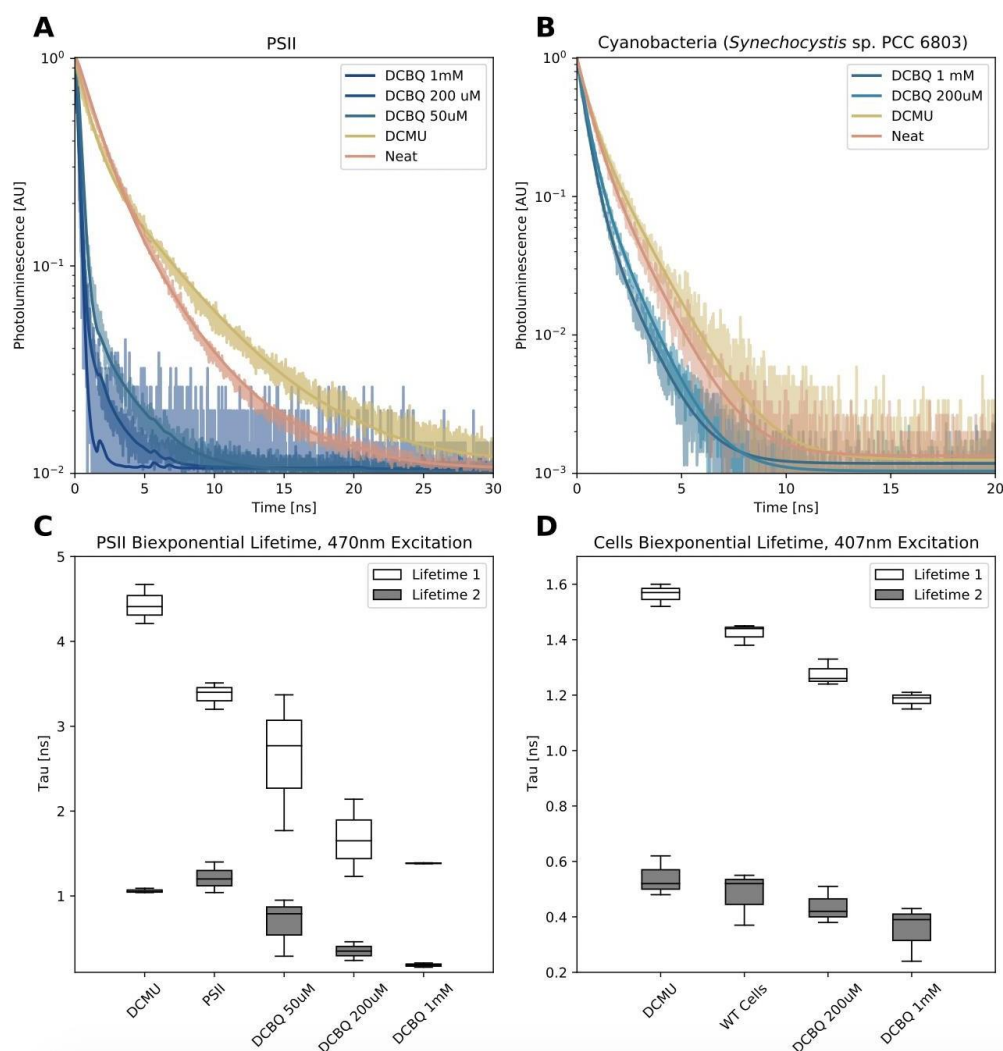 A
PSII
10⁰
10⁻¹
10⁻²
Photoluminescence [AU]
0 5 10 15 20 25 30
Time [ns]
DCBQ 1mM
DCBQ 200 uM
DCBQ 50uM
DCMU
Neat
B
Cyanobacteria (Synechocystis sp. PCC 6803)
10⁰
10⁻¹
10⁻²
10⁻³
Photoluminescence [AU]
0 5 10 15 20
Time [ns]
DCBQ 1 mM
DCBQ 200uM
DCMU
Neat
C
PSII Biexponential Lifetime, 470nm Excitation
5
4
3
2
1
Tau [ns]
Lifetime 1
Lifetime 2
DCMU
PSII
DCBQ 50uM
DCBQ 200uM
DCBQ 1mM
D
Cells Biexponential Lifetime, 407nm Excitation
1.6
1.4
1.2
1.0
0.8
0.6
0.4
0.2
Tau [ns]
Lifetime 1
Lifetime 2
DCMU
WT Cells
DCBQ 200uM
DCBQ 1mM